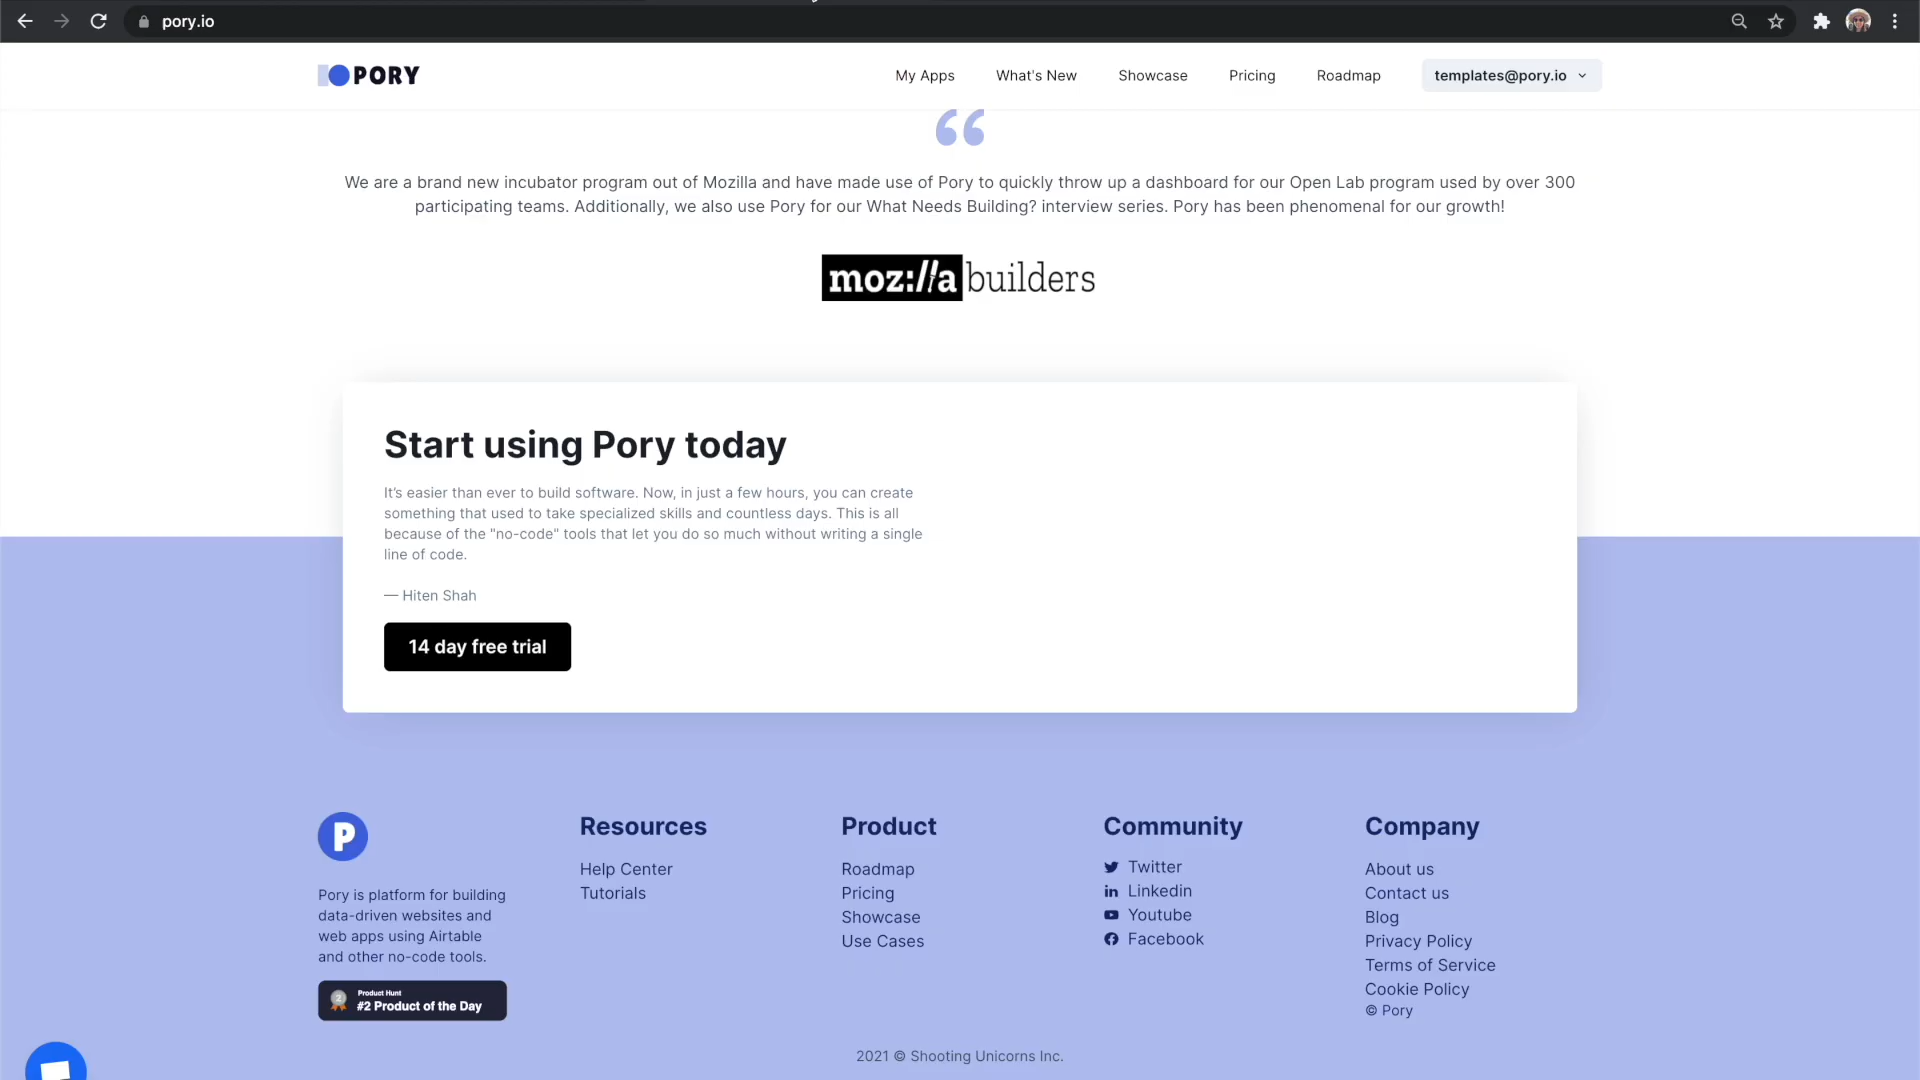 pory.io
PORY
My Apps
What's New
Showcase
Pricing
Roadmap
templates@pory.io
“
We are a brand new incubator program out of Mozilla and have made use of Pory to quickly throw up a dashboard for our Open Lab program used by over 300
participating teams. Additionally, we also use Pory for our What Needs Building? interview series. Pory has been phenomenal for our growth!
moz://a builders
Start using Pory today
It’s easier than ever to build software. Now, in just a few hours, you can create
something that used to take specialized skills and countless days. This is all
because of the "no-code" tools that let you do so much without writing a single
line of code.
— Hiten Shah
14 day free trial
P
Pory is platform for building
data-driven websites and
web apps using Airtable
and other no-code tools.
2
Product Hunt
#2 Product of the Day
Resources
Help Center
Tutorials
Product
Roadmap
Pricing
Showcase
Use Cases
Community
Twitter
Linkedin
Youtube
Facebook
Company
About us
Contact us
Blog
Privacy Policy
Terms of Service
Cookie Policy
© Pory
2021 © Shooting Unicorns Inc.